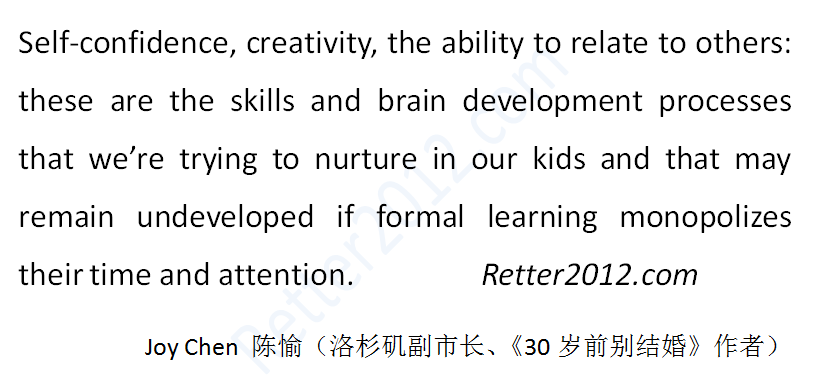 Self-confidence, creativity, the ability to relate to others:
these are the skills and brain development processes
that we’re trying to nurture in our kids and that may
remain undeveloped if formal learning monopolizes
their time and attention. Retter2012.com
Joy Chen 陈愉（洛杉矶副市长、《30 岁前别结婚》作者）
Retter2012.com